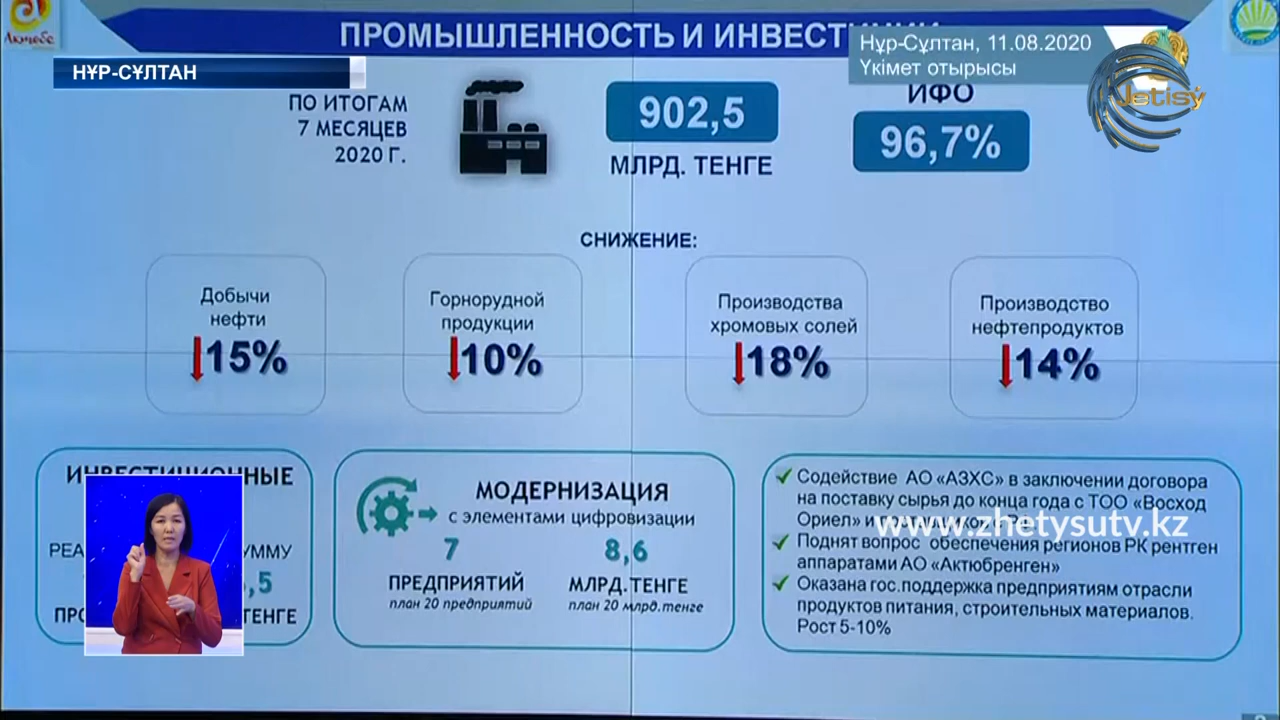 Актөбе
ПРОМЫШЛЕННОСТЬ И
Нұр-Сұлтан, 11.08.2020
Үкімет отырысы
Jetisý
НҰР-СҰЛТАН
ПО ИТОГАМ
7 МЕСЯЦЕВ
2020 Г.
902,5
МЛРД. ТЕНГЕ
ИФО
96,7%
СНИЖЕНИЕ:
Добычи
нефти
15%
Горнорудной
продукции
10%
Производства
хромовых солей
18%
Производство
нефтепродуктов
14%
ИНВЕСТИЦИОННЫЕ
СУММУ
,5
ТЕНГЕ
МОДЕРНИЗАЦИЯ
с элементами цифровизации
7
ПРЕДПРИЯТИЙ
план 20 предприятий
8,6
МЛРД.ТЕНГЕ
план 20 млрд.тенге
Содействие АО «АЗХС» в заключении договора
на поставку сырья до конца года с ТОО «Восход
Ориел» и
www.zhetysutv.kz
Поднят вопрос обеспечения регионов РК рентген
аппаратами АО «Актюбренген»
Оказана гос.поддержка предприятиям отрасли
продуктов питания, строительных материалов.
Рост 5-10%